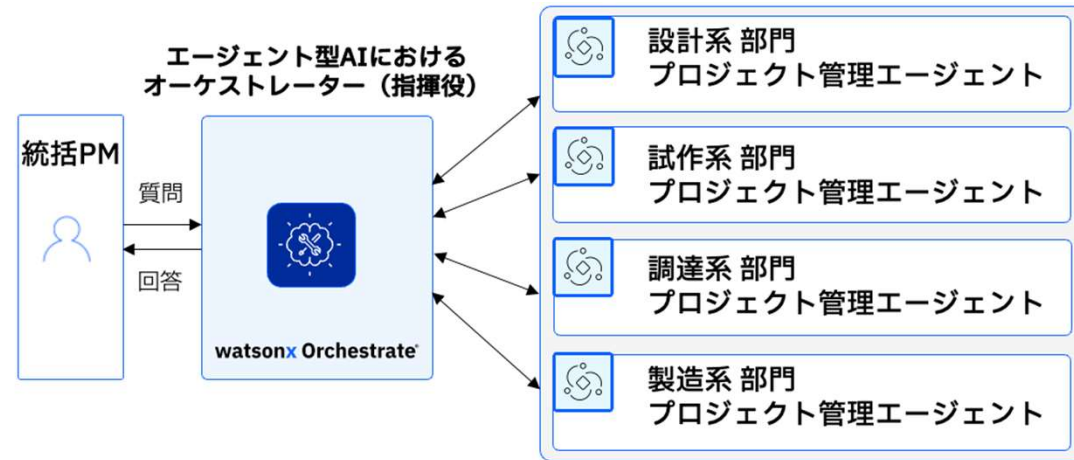 エージェント型AIにおける
オーケストレーター（指揮役）
統括PM
質問
回答
watsonx Orchestrate
設計系 部門
プロジェクト管理エージェント
試作系 部門
プロジェクト管理エージェント
調達系 部門
プロジェクト管理エージェント
製造系 部門
プロジェクト管理エージェント